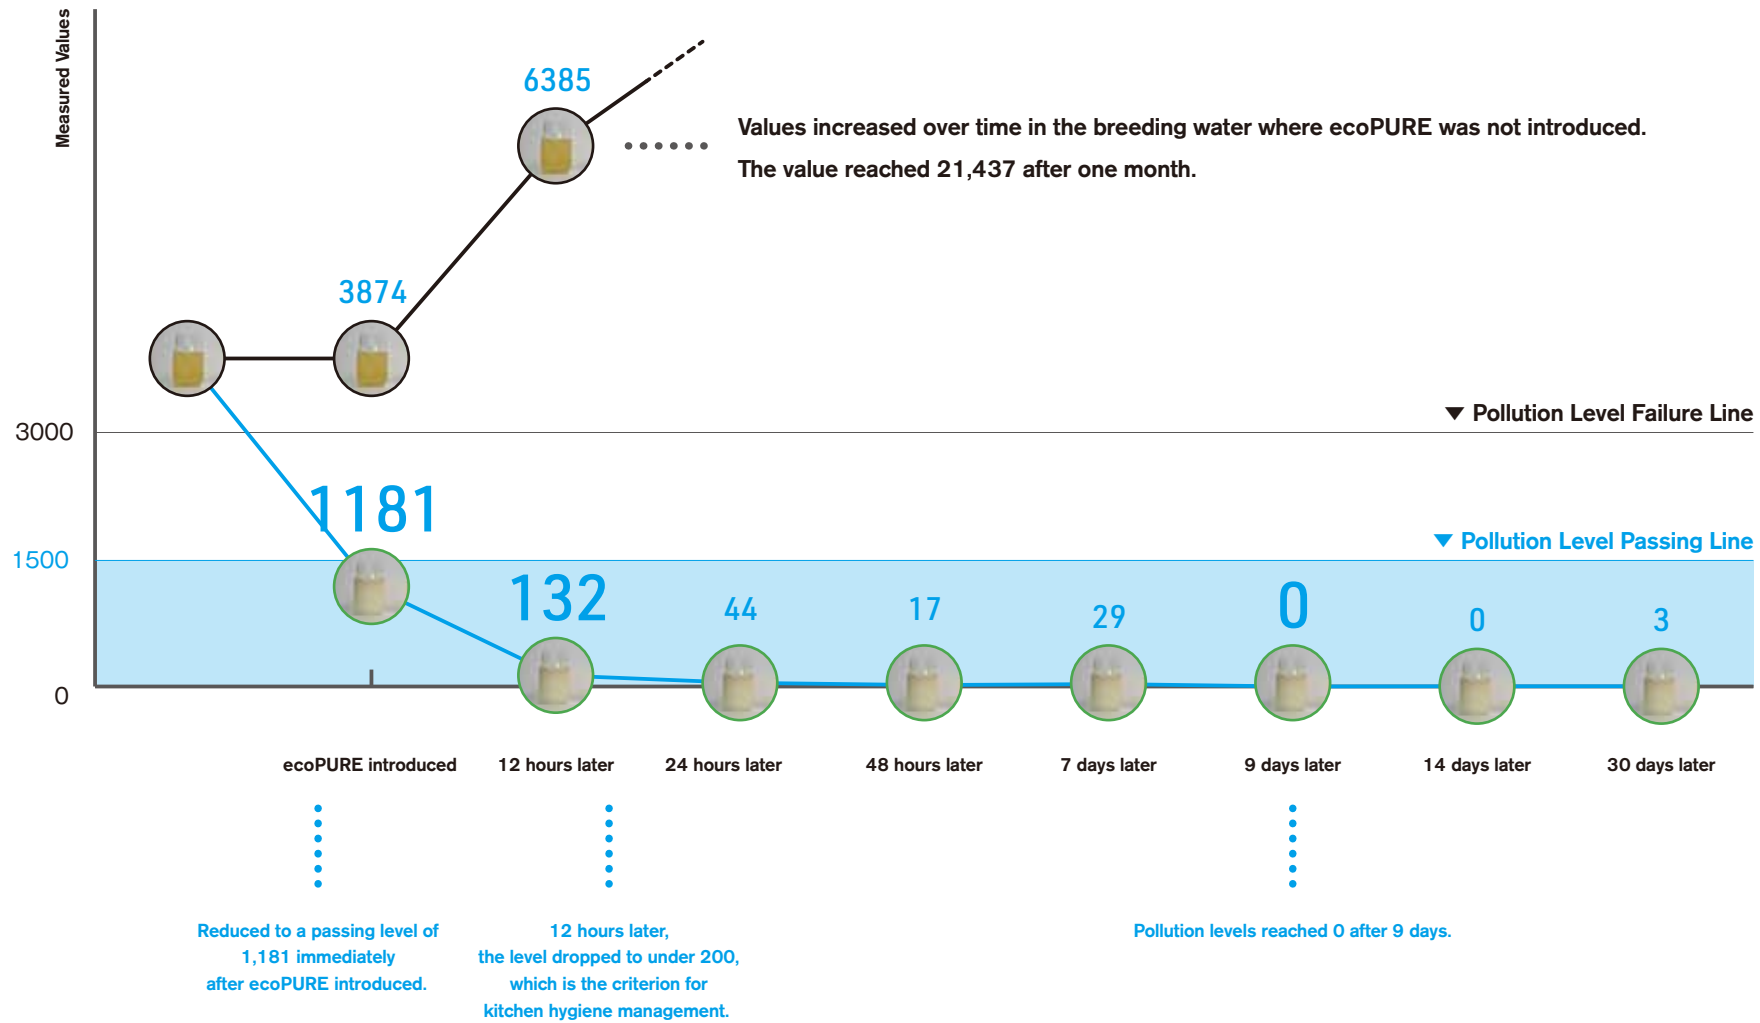 Measured Values
6385
Values increased over time in the breeding water where ecoPURE was not introduced.
The value reached 21,437 after one month.
3874
3000
▼ Pollution Level Failure Line
1181
1500
▼ Pollution Level Passing Line
132
44
17
29
0
0
3
0
ecoPURE introduced
12 hours later
24 hours later
48 hours later
7 days later
9 days later
14 days later
30 days later
Reduced to a passing level of
1,181 immediately
after ecoPURE introduced.
12 hours later,
the level dropped to under 200,
which is the criterion for
kitchen hygiene management.
Pollution levels reached 0 after 9 days.